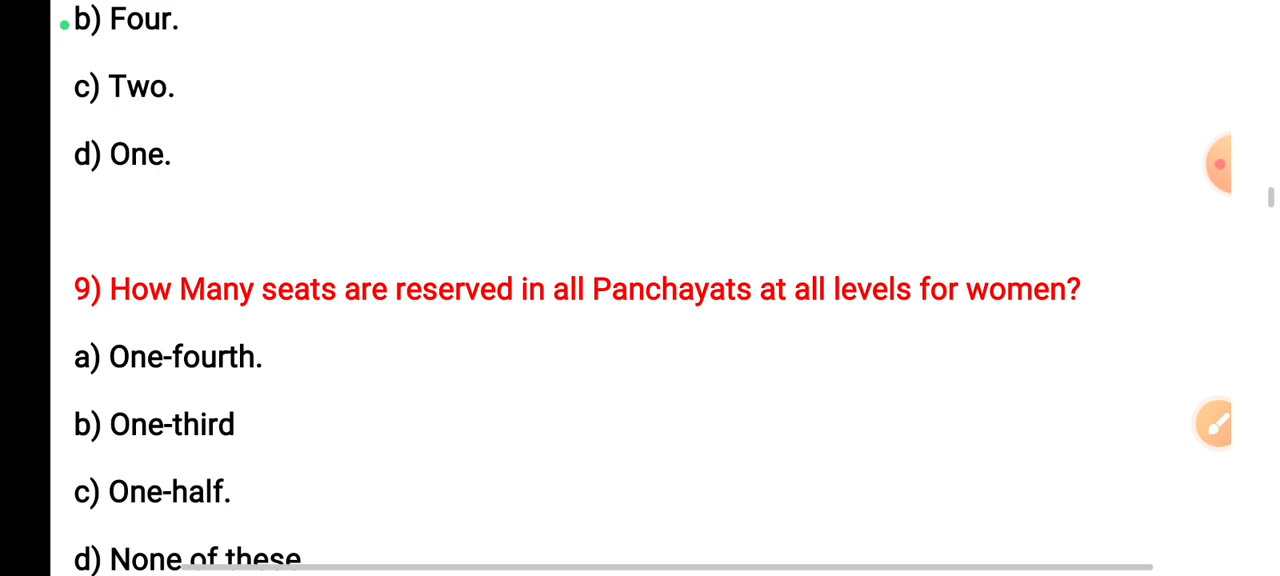 b) Four.
c) Two.
d) One.
9) How Many seats are reserved in all Panchayats at all levels for women?
a) One-fourth.
b) One-third
c) One-half.
d) None of these